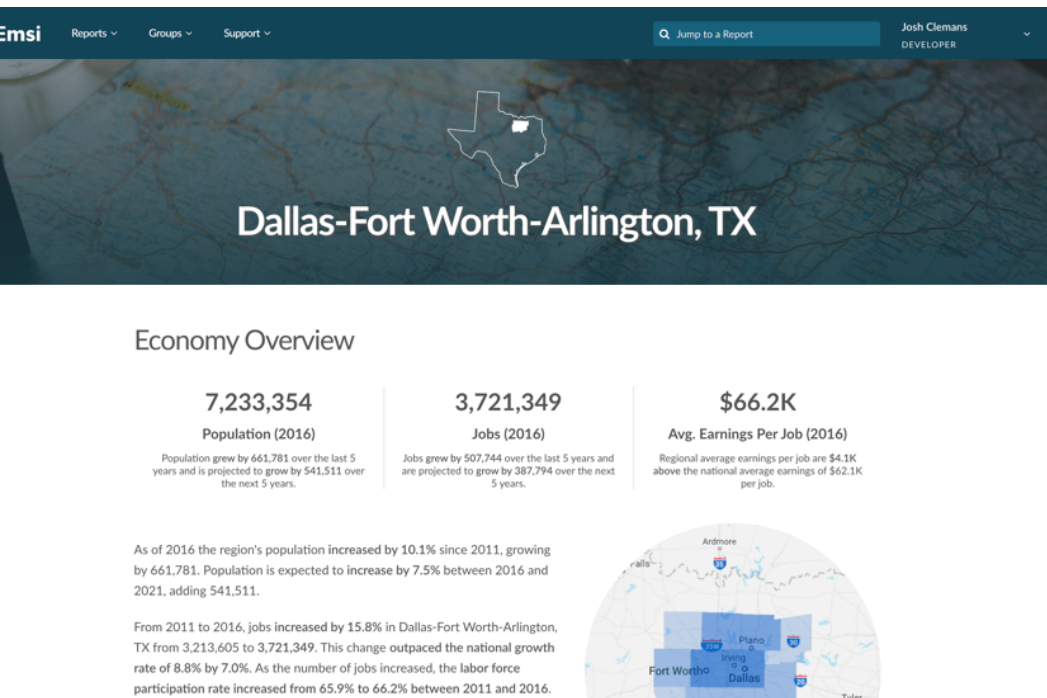 Emsi
Reports
Groups
Support
Jump to a Report
Josh Clemans
DEVELOPER
Dallas-Fort Worth-Arlington, TX
Economy Overview
7,233,354
Population (2016)
Population grew by 661,781 over the last 5
years and is projected to grow by 541,511 over
the next 5 years.
3,721,349
Jobs (2016)
Jobs grew by 507,744 over the last 5 years and
are projected to grow by 387,794 over the next
5 years.
$66.2K
Avg. Earnings Per Job (2016)
Regional average earnings per job are $4.1K
above the national average earnings of $62.1K
per job.
As of 2016 the region's population increased by 10.1% since 2011, growing
by 661,781. Population is expected to increase by 7.5% between 2016 and
2021, adding 541,511.
From 2011 to 2016, jobs increased by 15.8% in Dallas-Fort Worth-Arlington,
TX from 3,213,605 to 3,721,349. This change outpaced the national growth
rate of 8.8% by 7.0%. As the number of jobs increased, the labor force
participation rate increased from 65.9% to 66.2% between 2011 and 2016.
Ardmore
35
Falls
Plano
30
Irving
Fort Worth
Dallas
20
Tyler